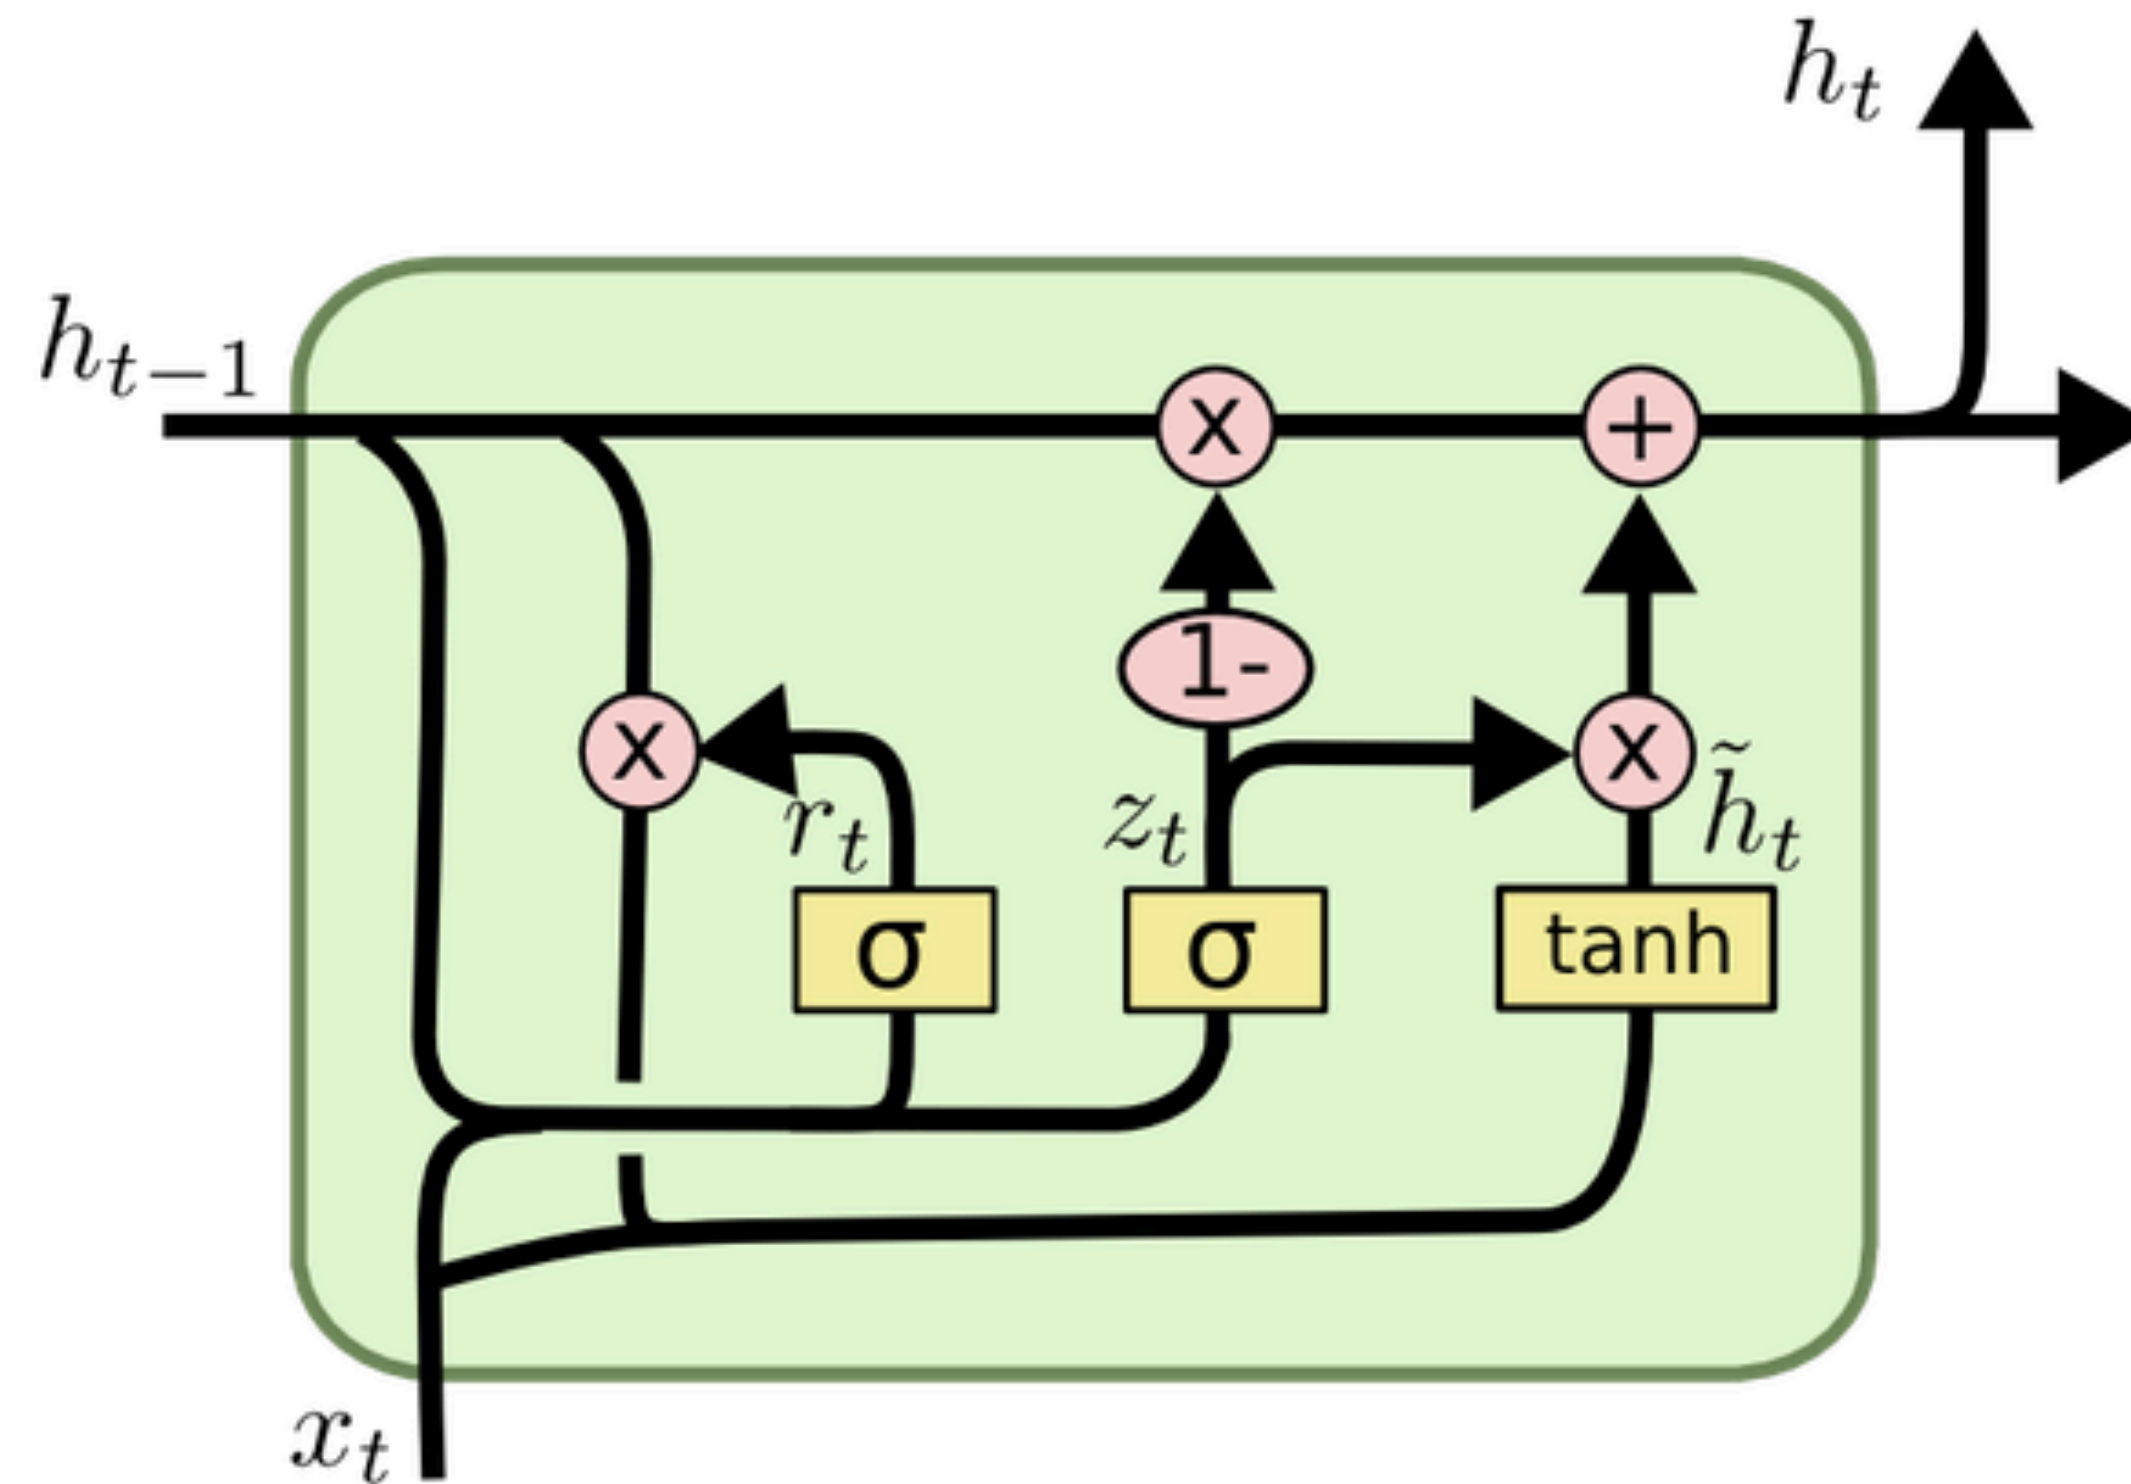 h_t
h_{t-1}
x
+
1-
x
x
r_t
z_t
h̃_t
σ
σ
tanh
x_t